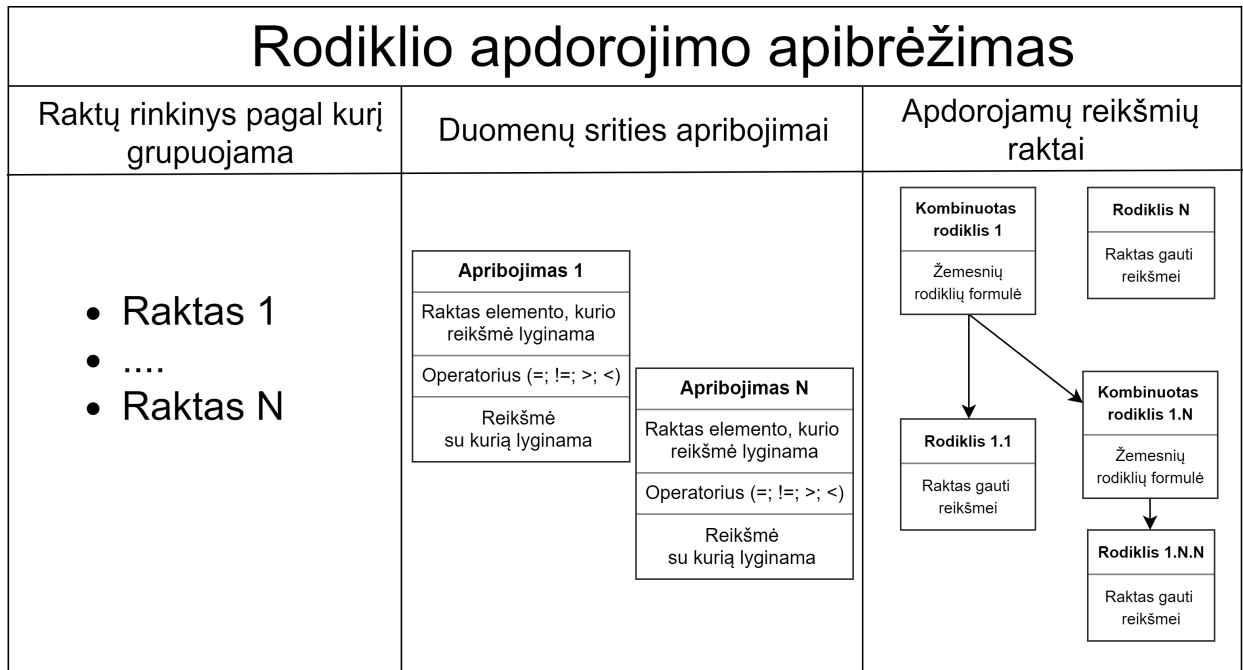 Rodiklio apdorojimo apibrėžimas
Raktų rinkinys pagal kurį
grupuojama
Duomenų srities apribojimai
Apdorojamų reikšmių
raktai
• Raktas 1
• ....
• Raktas N
Apribojimas 1
Raktas elemento, kurio
reikšmė lyginama
Operatorius (=; !=; >; <)
Reikšmė
su kurią lyginama
Apribojimas N
Raktas elemento, kurio
reikšmė lyginama
Operatorius (=; !=; >; <)
Reikšmė
su kurią lyginama
Kombinuotas
rodiklis 1
Žemesnių
rodiklių formulė
Rodiklis N
Raktas gauti
reikšmei
Rodiklis 1.1
Raktas gauti
reikšmei
Kombinuotas
rodiklis 1.N
Žemesnių
rodiklių formulė
Rodiklis 1.N.N
Raktas gauti
reikšmei